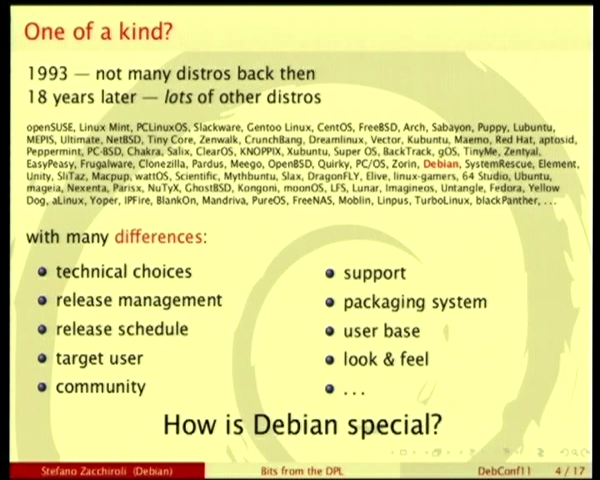 One of a kind?
1993 — not many distros back then
18 years later — lots of other distros
openSUSE, Linux Mint, PCLinuxOS, Slackware, Gentoo Linux, CentOS, FreeBSD, Arch, Sabayon, Puppy, Lubuntu,
MEPIS, Ultimate, NetBSD, Tiny Core, Zenwalk, CrunchBang, Dreamlinux, Vector, Kubuntu, Maemo, Red Hat, aptosid,
Peppermint, PC-BSD, Chakra, Salix, ClearOS, KNOPPIX, Xubuntu, Super OS, BackTrack, gOS, TinyMe, Zentyal,
EasyPeasy, Frugalware, Clonezilla, Pardus, Meego, OpenBSD, Quirky, PC/OS, Zorin, Debian, SystemRescue, Element,
Unity, SliTaz, Macpup, wattOS, Scientific, Mythbuntu, Slax, DragonFLY, Elive, linux-gamers, 64 Studio, Ubuntu,
mageia, Nexenta, Parisx, NuTyX, GhostBSD, Kongoni, moonOS, LFS, Lunar, Imagineos, Untangle, Fedora, Yellow
Dog, aLinux, Yoper, IPFire, BlankOn, Mandriva, PureOS, FreeNAS, Moblin, Linpus, TurboLinux, blackPanther, ...
with many differences:
technical choices
release management
release schedule
target user
community
support
packaging system
user base
look & feel
...
How is Debian special?
Stefano Zacchiroli (Debian) Bits from the DPL DebConf11 4 / 17